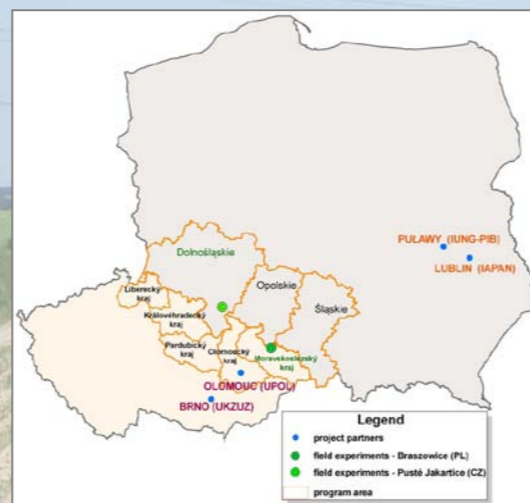 PUŁAWY (IUNG-PIB)
LUBLIN (IAPAN)
Dolnośląskie
Opolskie
Śląskie
Liberecký
kraj
Královéhradecký
kraj
Pardubický
kraj
Olomoucký
kraj
Moravskoslezský
kraj
OLOMOUC (UPOL)
BRNO (UKZUZ)
Legend
project partners
field experiments - Braszowice (PL)
field experiments - Pusté Jakartice (CZ)
program area